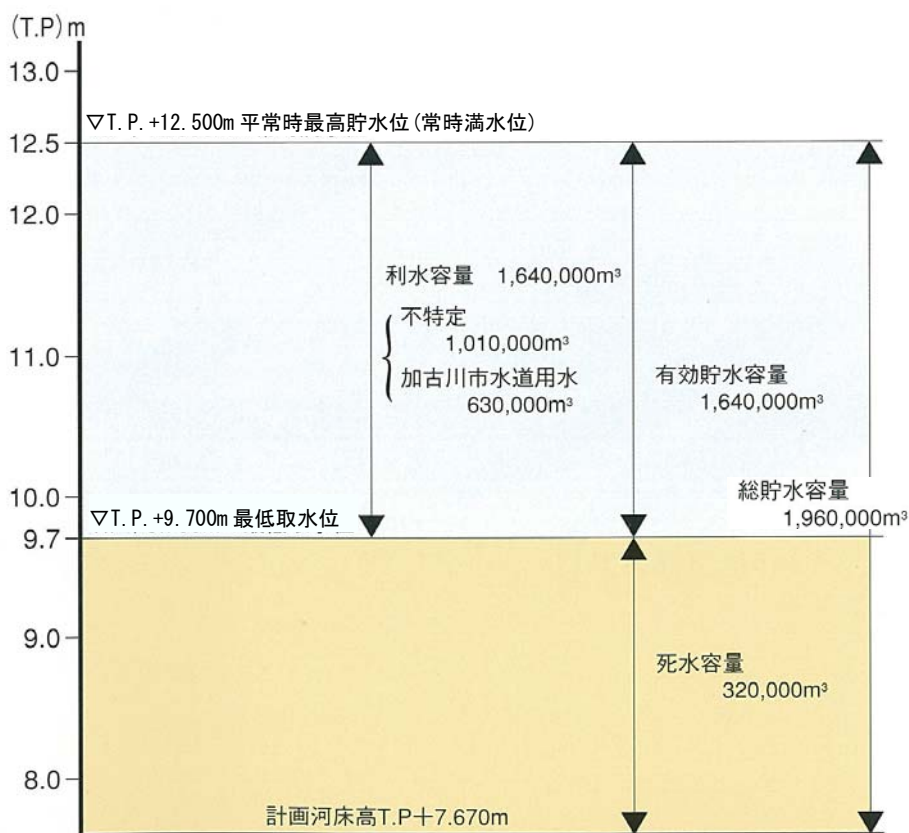 (T.P)m
13.0
▽T.P.+12.500m 平常時最高貯水位(常時満水位)
12.5
12.0
利水容量 1,640,000m³
不特定
1,010,000m³
11.0
加古川市水道用水
630,000m³
有効貯水容量
1,640,000m³
総貯水容量
1,960,000m³
10.0
▽T.P.+9.700m 最低取水位
9.7
9.0
死水容量
320,000m³
8.0
計画河床高T.P+7.670m